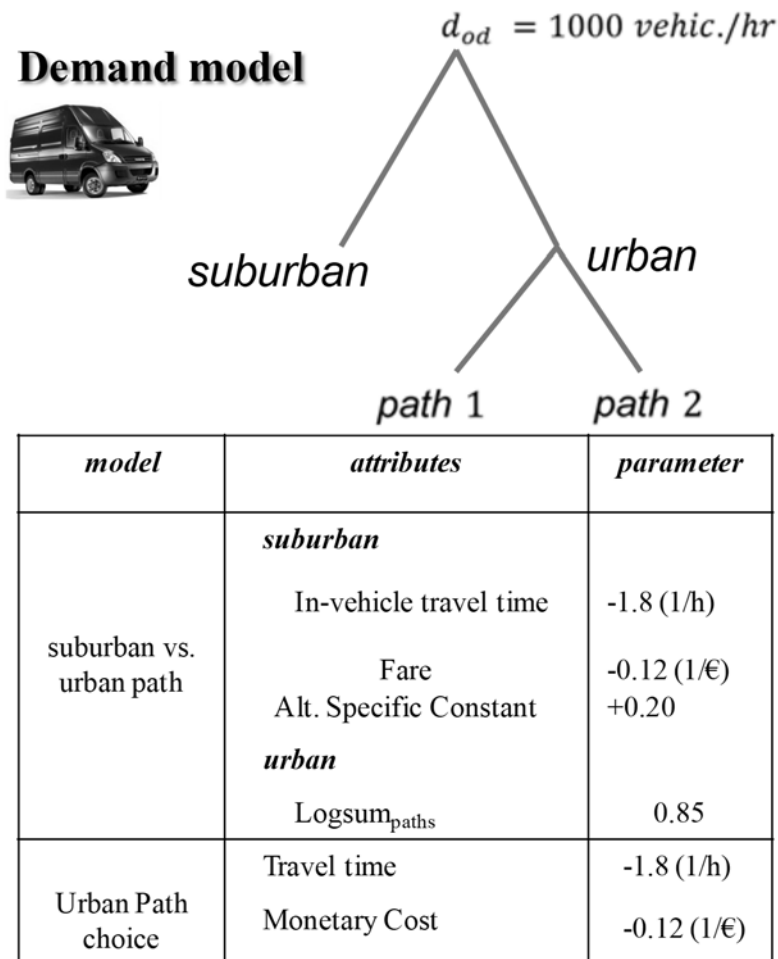 d_od = 1000 vehic./hr
Demand model
suburban
urban
path 1
path 2
model attributes parameter
suburban vs. urban path
suburban
In-vehicle travel time -1.8 (1/h)
Fare -0.12 (1/€)
Alt. Specific Constant +0.20
urban
Logsum_paths 0.85
Urban Path choice
Travel time -1.8 (1/h)
Monetary Cost -0.12 (1/€)